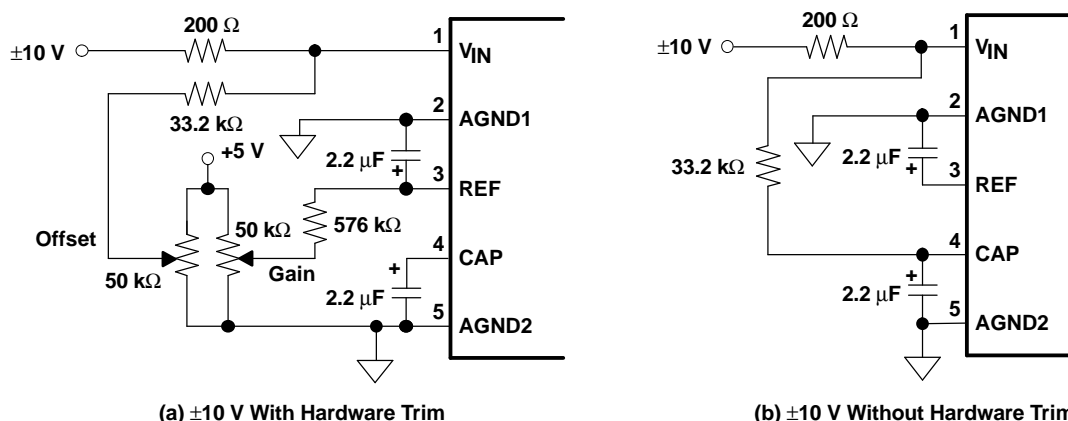 200 Ω
±10 V
1
VIN
33.2 kΩ
2
AGND1
+5 V
2.2 μF
+
3
REF
Offset
50 kΩ
576 kΩ
50 kΩ
Gain
4
CAP
+
2.2 μF
5
AGND2
(a) ±10 V With Hardware Trim
200 Ω
±10 V
1
VIN
2
AGND1
33.2 kΩ
2.2 μF
+
3
REF
4
CAP
+
2.2 μF
5
AGND2
(b) ±10 V Without Hardware Trim